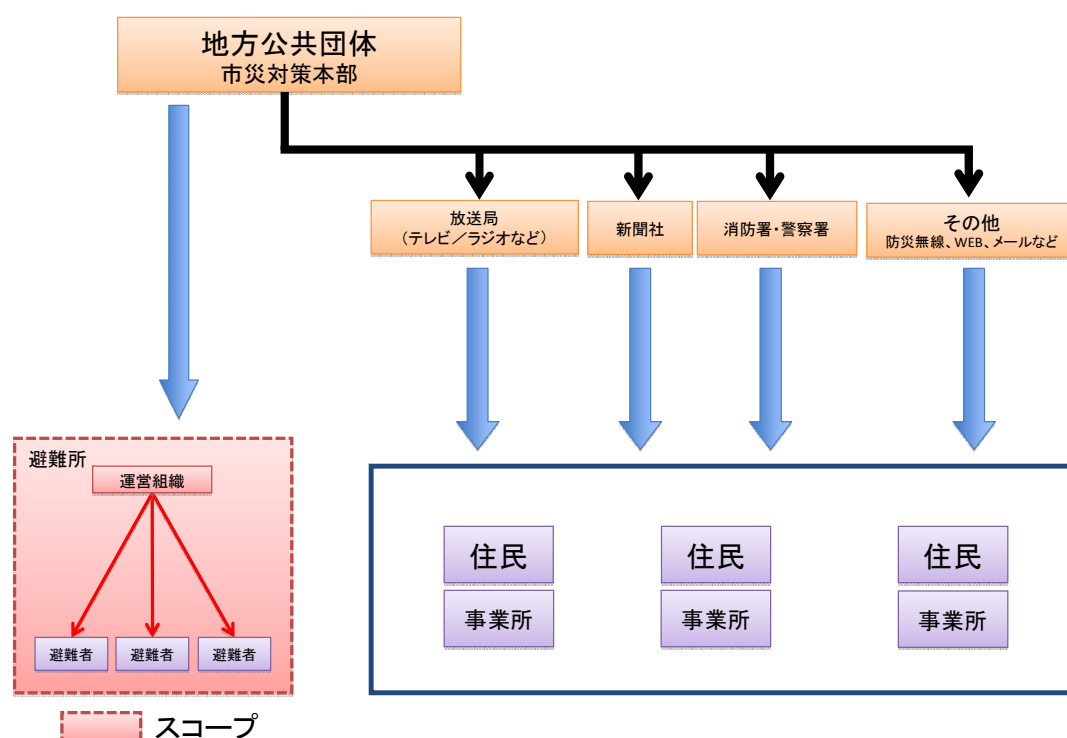 地方公共団体
市災対策本部
放送局
(テレビ/ラジオなど)
新聞社
消防署・警察署
その他
防災無線、WEB、メールなど
避難所
運営組織
避難者
避難者
避難者
住民
事業所
住民
事業所
住民
事業所
スコープ